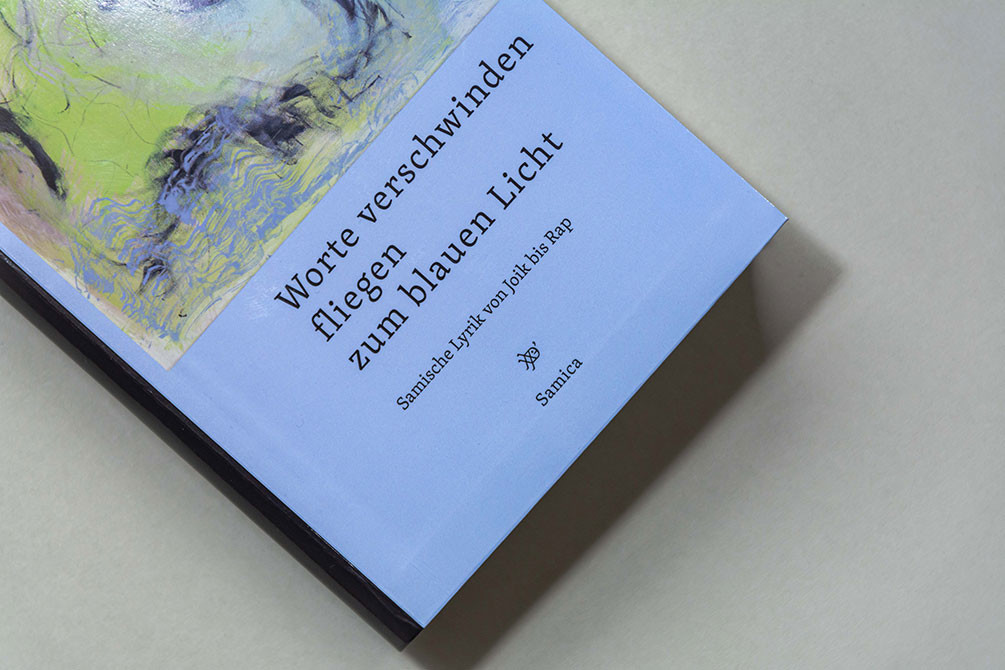 Worte verschwinden
fliegen
zum blauen Licht
Samische Lyrik von Joik bis Rap
Samica